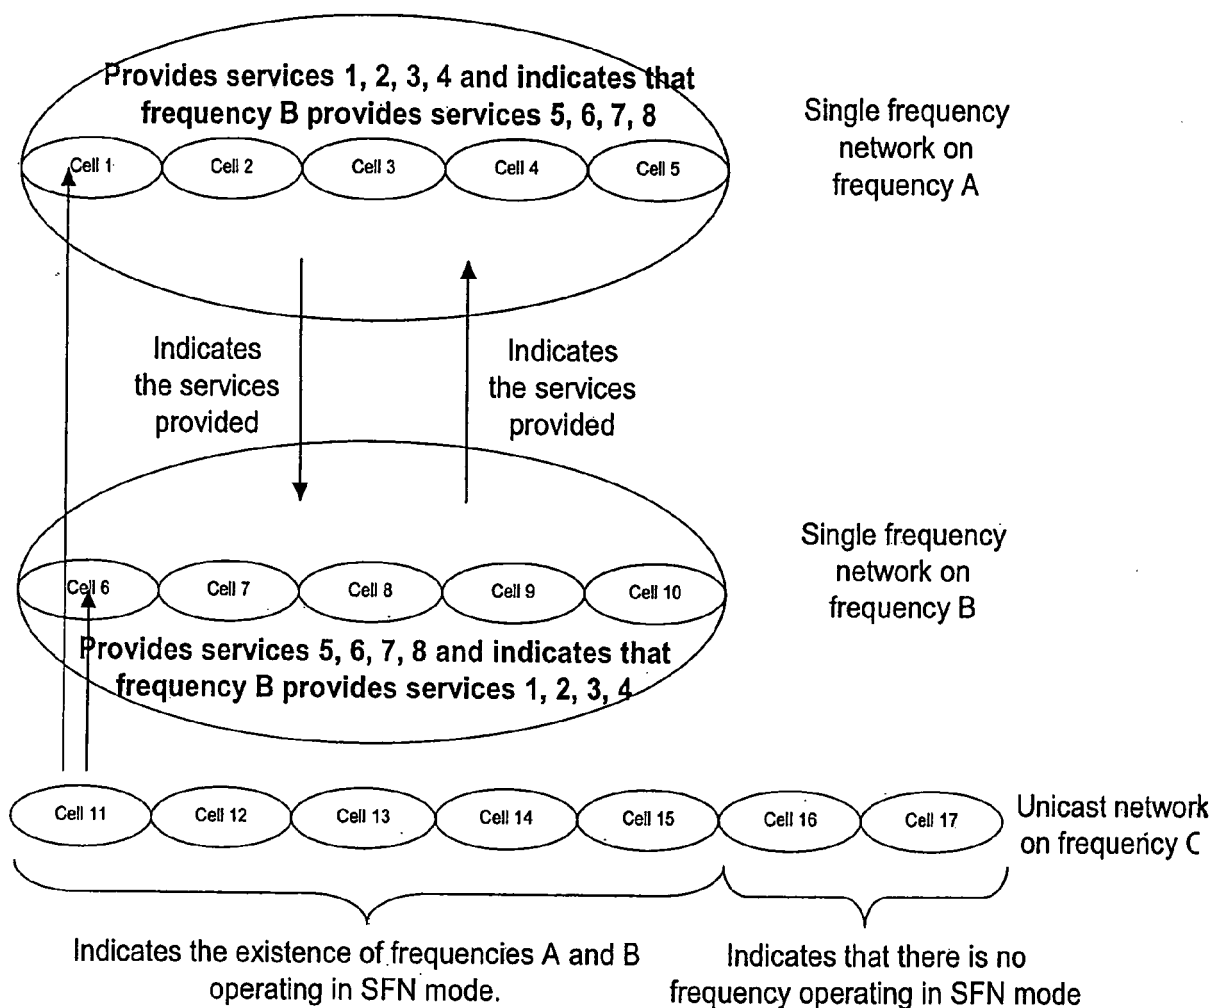 Provides services 1, 2, 3, 4 and indicates that
frequency B provides services 5, 6, 7, 8
Cell 1
Cell 2
Cell 3
Cell 4
Cell 5
Single frequency
network on
frequency A
Indicates
the services
provided
Indicates
the services
provided
Single frequency
network on
frequency B
Cell 6
Cell 7
Cell 8
Cell 9
Cell 10
Provides services 5, 6, 7, 8 and indicates that
frequency B provides services 1, 2, 3, 4
Cell 11
Cell 12
Cell 13
Cell 14
Cell 15
Cell 16
Cell 17
Unicast network
on frequency C
Indicates the existence of frequencies A and B
operating in SFN mode.
Indicates that there is no
frequency operating in SFN mode